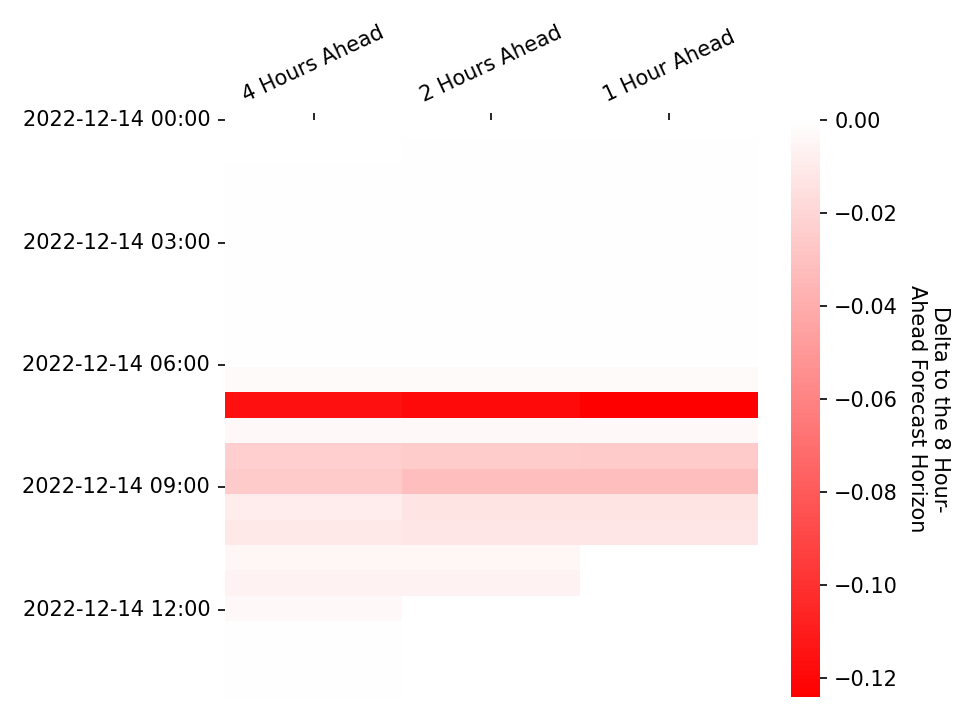 4 Hours Ahead
2 Hours Ahead
1 Hour Ahead
2022-12-14 00:00
2022-12-14 03:00
2022-12-14 06:00
2022-12-14 09:00
2022-12-14 12:00
0.00
−0.02
−0.04
−0.06
−0.08
−0.10
−0.12
Delta to the 8 Hour-
Ahead Forecast Horizon